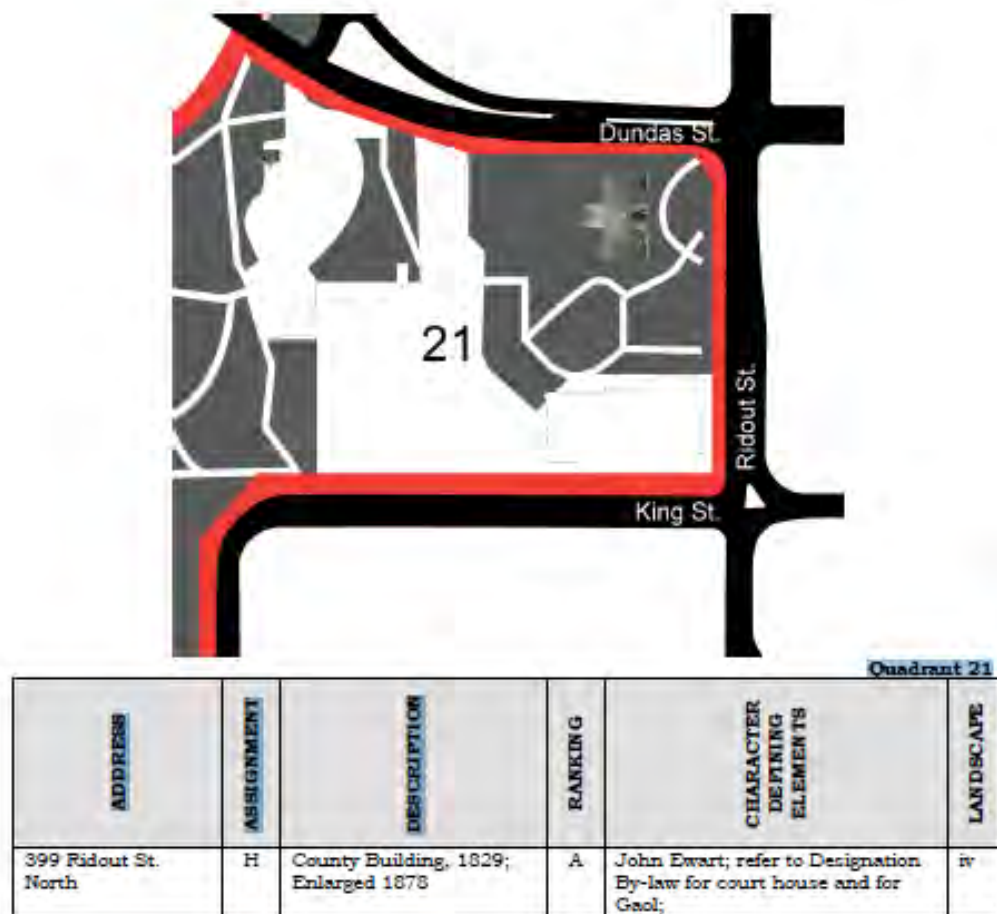 Dundas St.
21
Ridout St.
King St.
Quadrant 21
ADDRESS
ASSIGNMENT
DESCRIPTION
RANKING
CHARACTER
DEFINING
ELEMENTS
LANDSCAPE
399 Ridout St.
North
H
County Building, 1829;
Enlarged 1878
A
John Ewart; refer to Designation
By-law for court house and for
Gaol;
iv